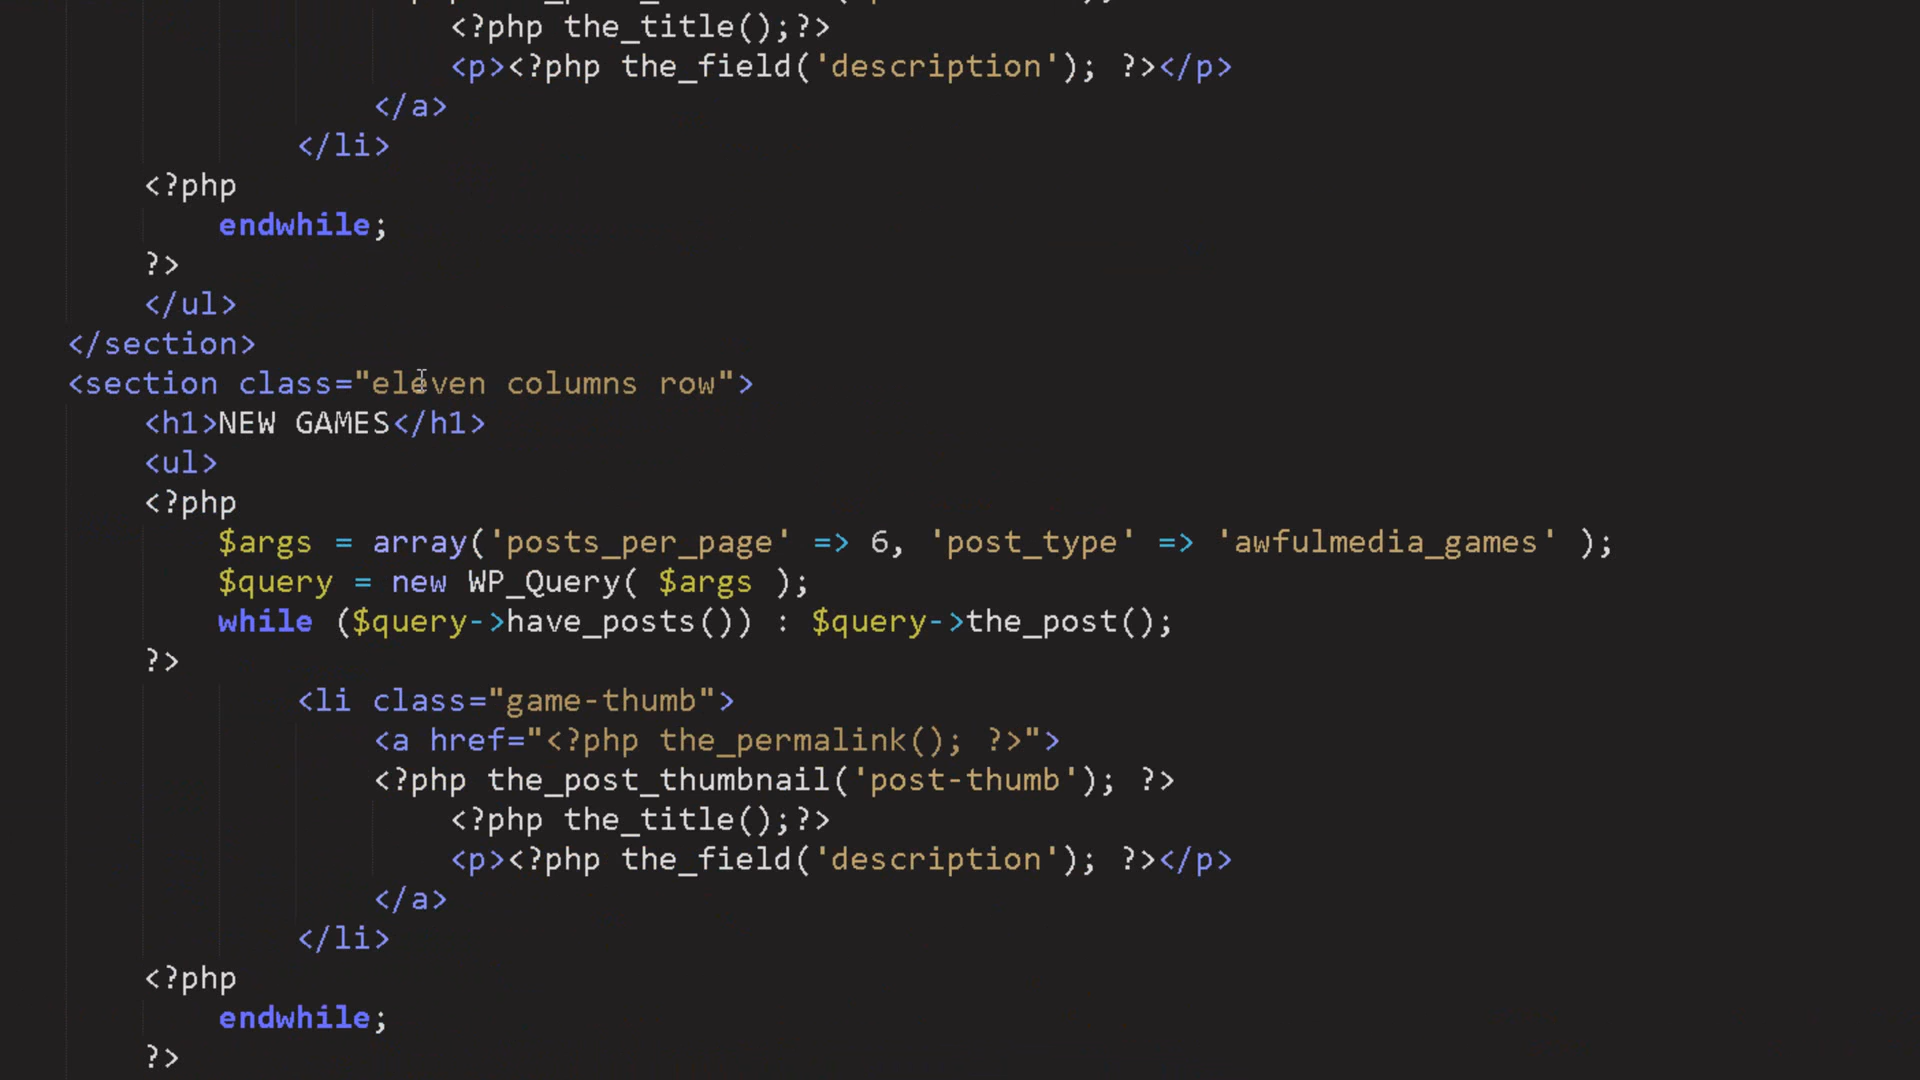 <?php the_title();?>
<p><?php the_field('description'); ?></p>
</a>
</li>
<?php
endwhile;
?>
</ul>
</section>
<section class="eleven columns row">
<h1>NEW GAMES</h1>
<ul>
<?php
$args = array('posts_per_page' => 6, 'post_type' => 'awfulmedia_games' );
$query = new WP_Query( $args );
while ($query->have_posts()) : $query->the_post();
?>
<li class="game-thumb">
<a href="<?php the_permalink(); ?>">
<?php the_post_thumbnail('post-thumb'); ?>
<?php the_title();?>
<p><?php the_field('description'); ?></p>
</a>
</li>
<?php
endwhile;
?>